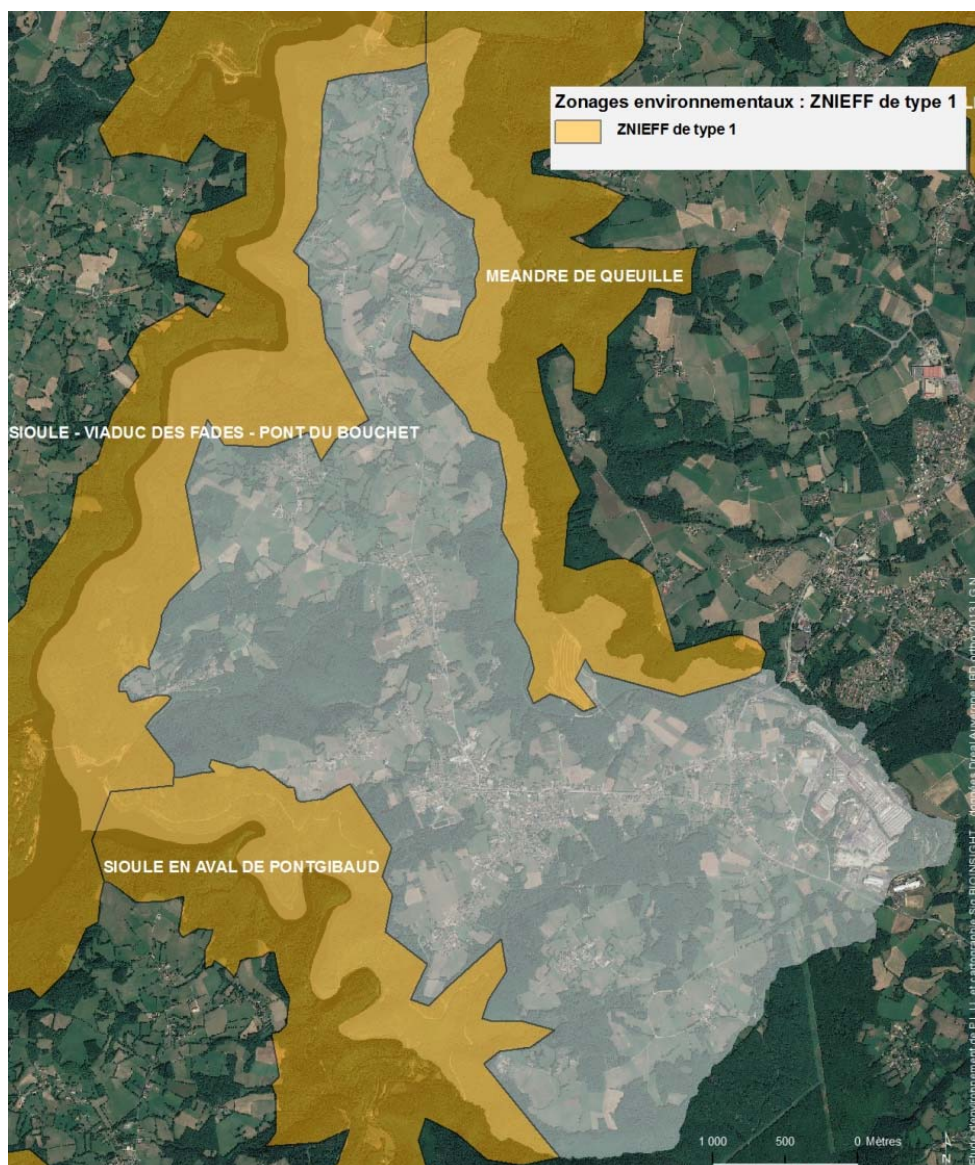 Zonages environnementaux : ZNIEFF de type 1
ZNIEFF de type 1
MEANDRE DE QUEUILLE
SIOULE - VIADUC DES FADES - PONT DU BOUCHET
SIOULE EN AVAL DE PONTGIBAUD
1 000 500 0 Mètres
N